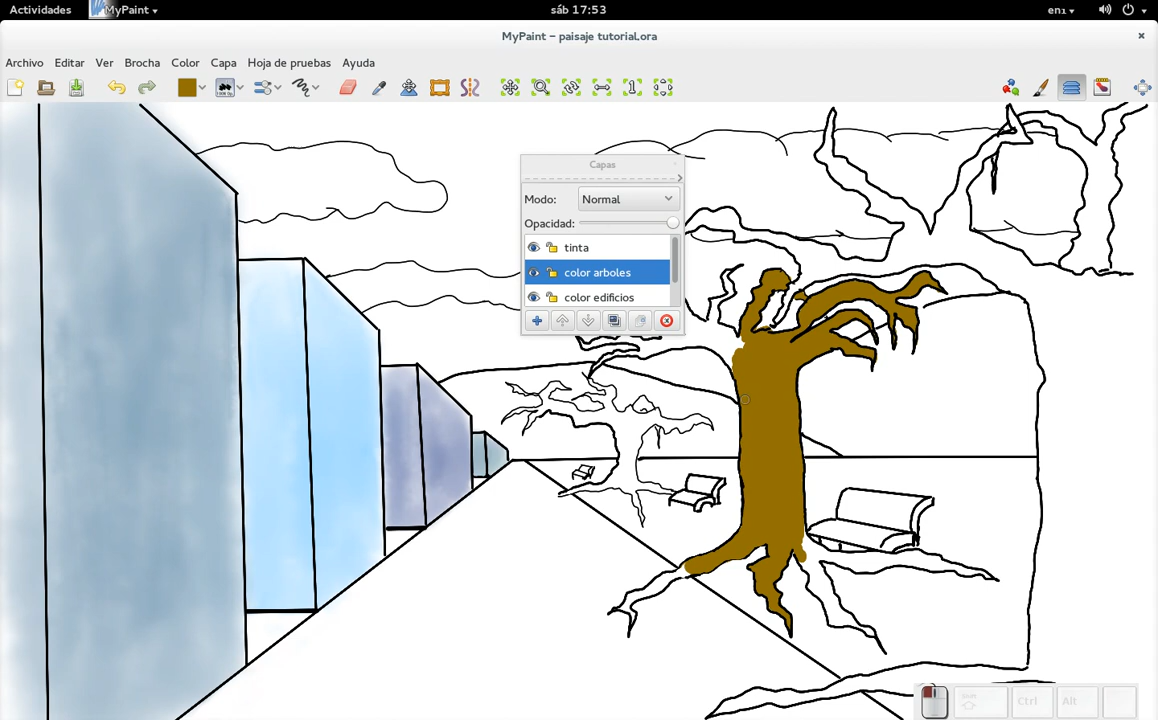 Actividades MyPaint sáb 17:53 en1
MyPaint – paisaje tutorial.ora ×
Archivo Editar Ver Brocha Color Capa Hoja de pruebas Ayuda
Capas
Modo: Normal
Opacidad:
tinta
color arboles
color edificios
Ctrl Alt